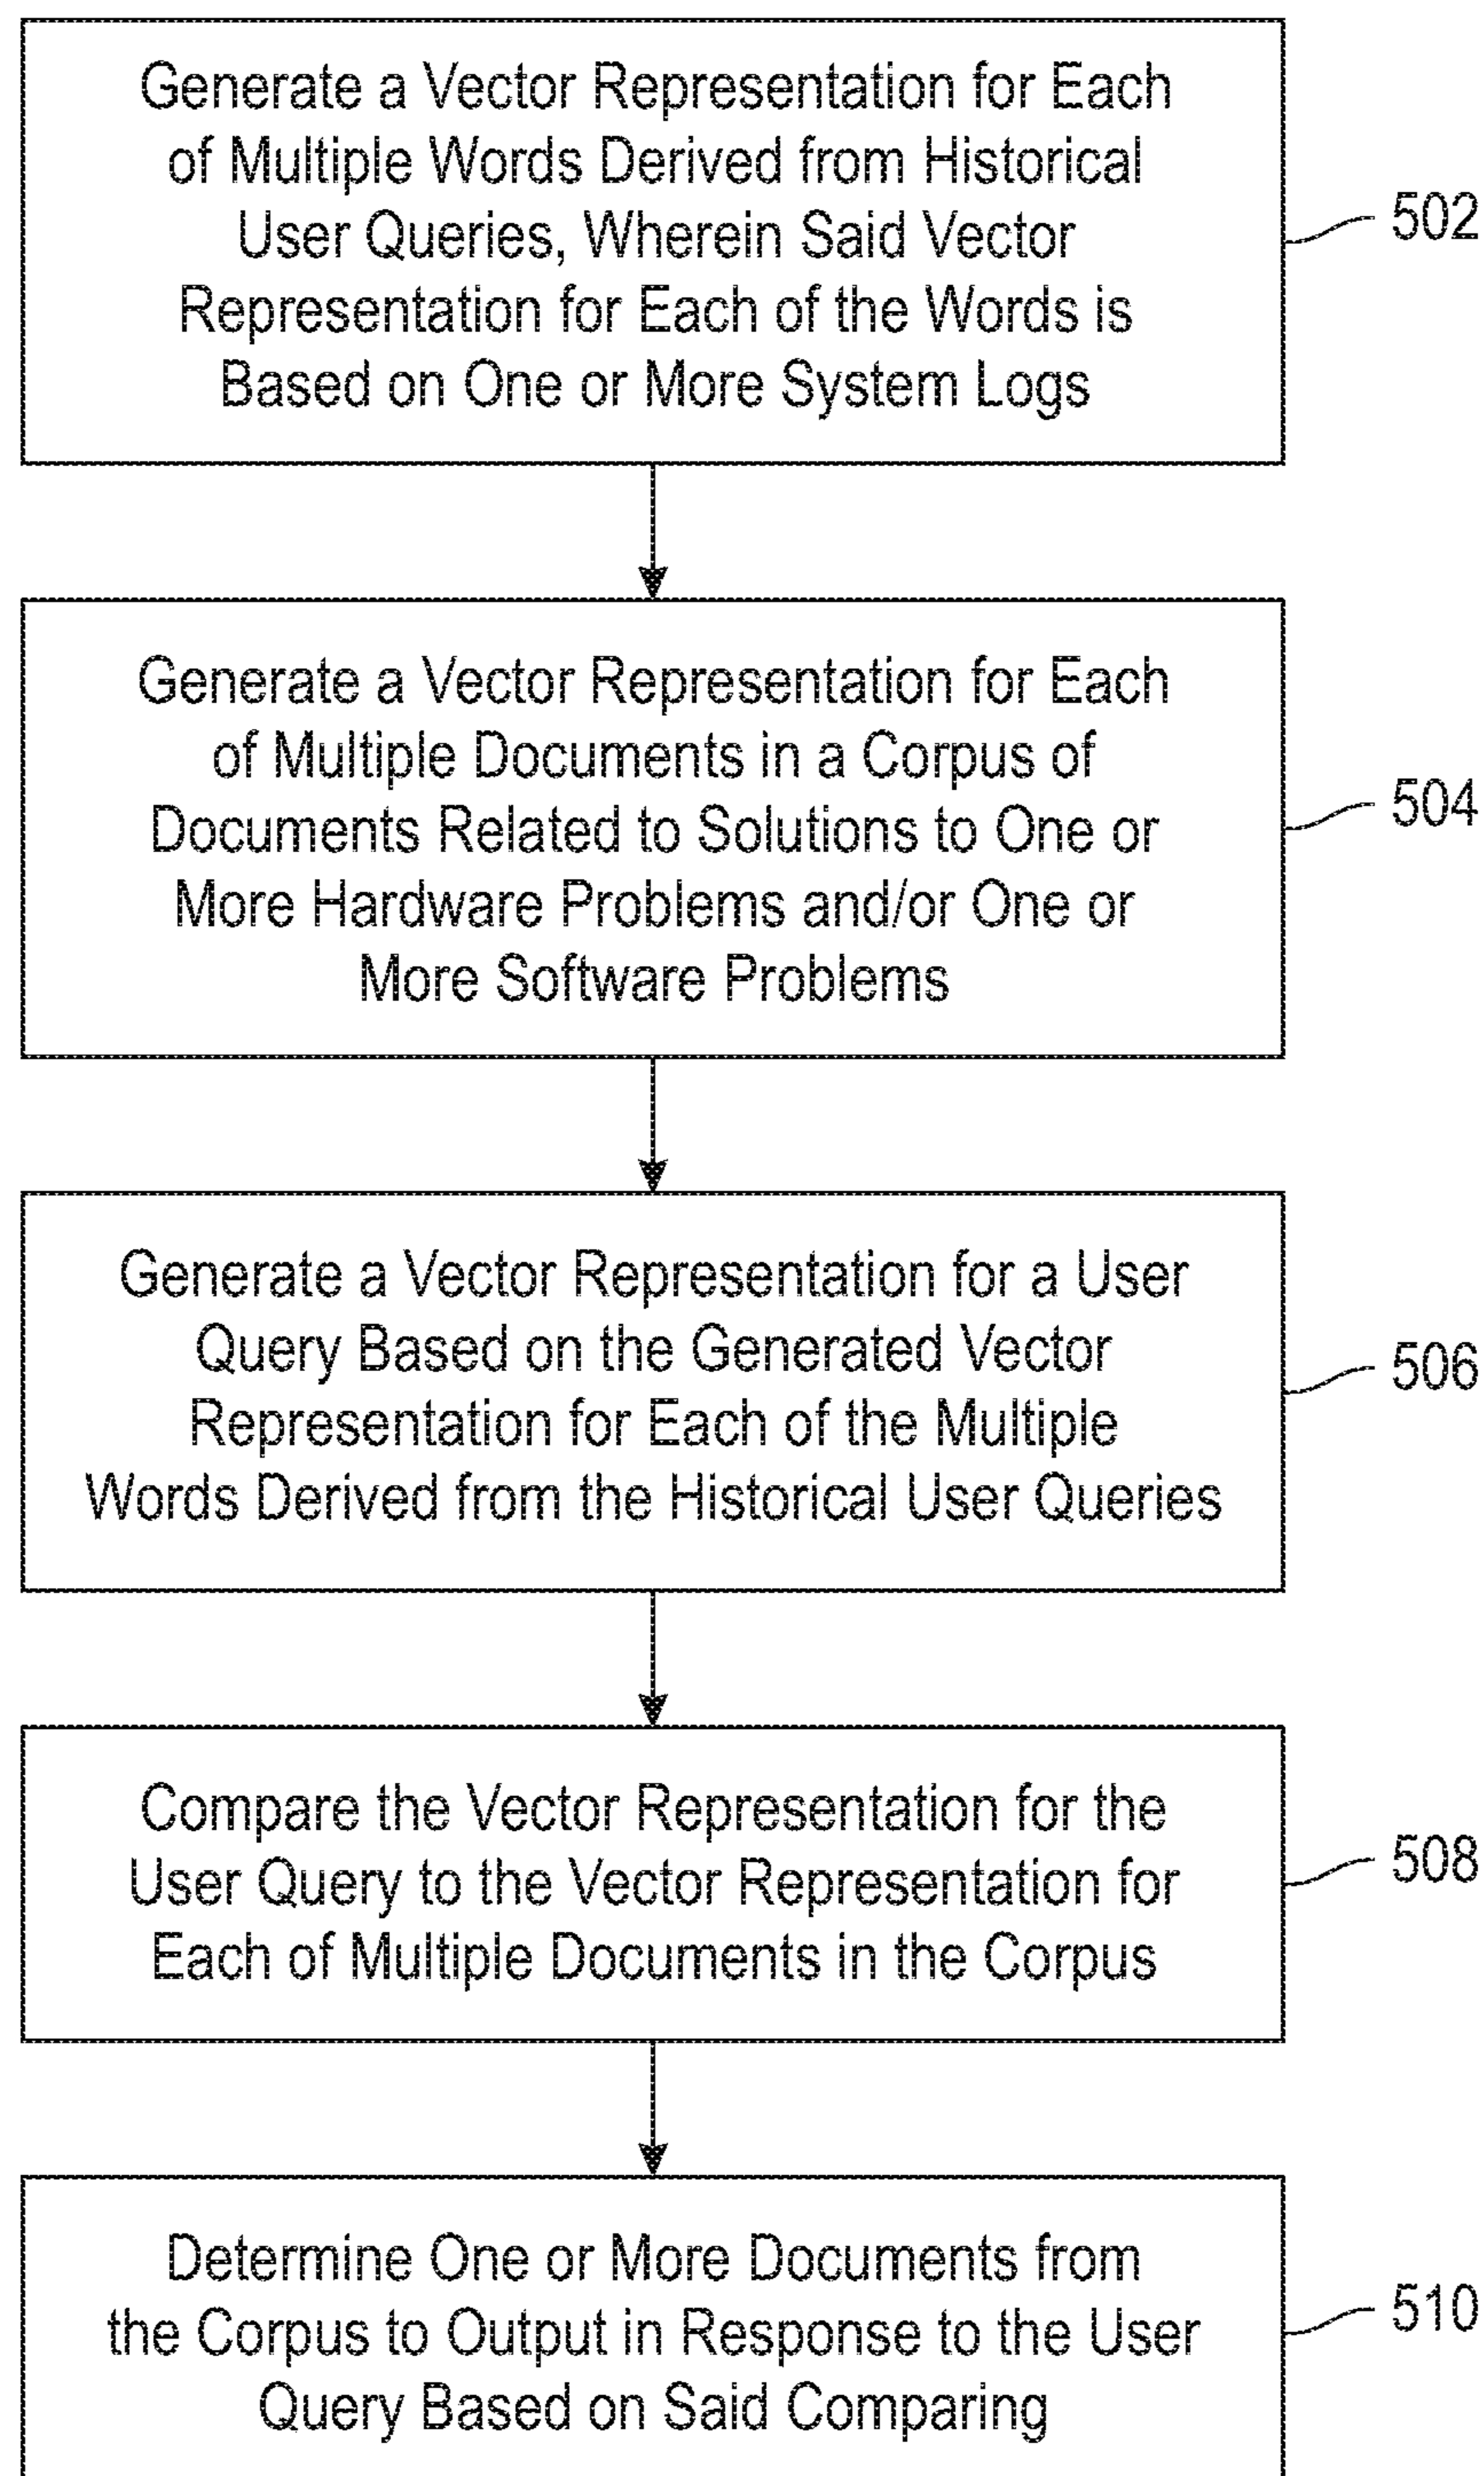 Generate a Vector Representation for Each
of Multiple Words Derived from Historical
User Queries, Wherein Said Vector
Representation for Each of the Words is
Based on One or More System Logs
502
Generate a Vector Representation for Each
of Multiple Documents in a Corpus of
Documents Related to Solutions to One or
More Hardware Problems and/or One or
More Software Problems
504
Generate a Vector Representation for a User
Query Based on the Generated Vector
Representation for Each of the Multiple
Words Derived from the Historical User Queries
506
Compare the Vector Representation for the
User Query to the Vector Representation for
Each of Multiple Documents in the Corpus
508
Determine One or More Documents from
the Corpus to Output in Response to the User
Query Based on Said Comparing
510